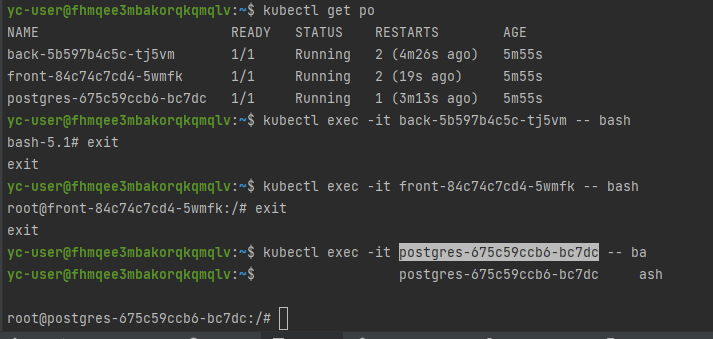 yc-user@fhmqee3mbakorqkqmqlv:~$ kubectl get po
NAME                        READY   STATUS    RESTARTS        AGE
back-5b597b4c5c-tj5vm       1/1     Running   2 (4m26s ago)   5m55s
front-84c74c7cd4-5wmfk      1/1     Running   2 (19s ago)     5m55s
postgres-675c59ccb6-bc7dc   1/1     Running   1 (3m13s ago)   5m55s
yc-user@fhmqee3mbakorqkqmqlv:~$ kubectl exec -it back-5b597b4c5c-tj5vm -- bash
bash-5.1# exit
exit
yc-user@fhmqee3mbakorqkqmqlv:~$ kubectl exec -it front-84c74c7cd4-5wmfk -- bash
root@front-84c74c7cd4-5wmfk:/# exit
exit
yc-user@fhmqee3mbakorqkqmqlv:~$ kubectl exec -it postgres-675c59ccb6-bc7dc -- ba
yc-user@fhmqee3mbakorqkqmqlv:~$                  postgres-675c59ccb6-bc7dc     ash
root@postgres-675c59ccb6-bc7dc:/#